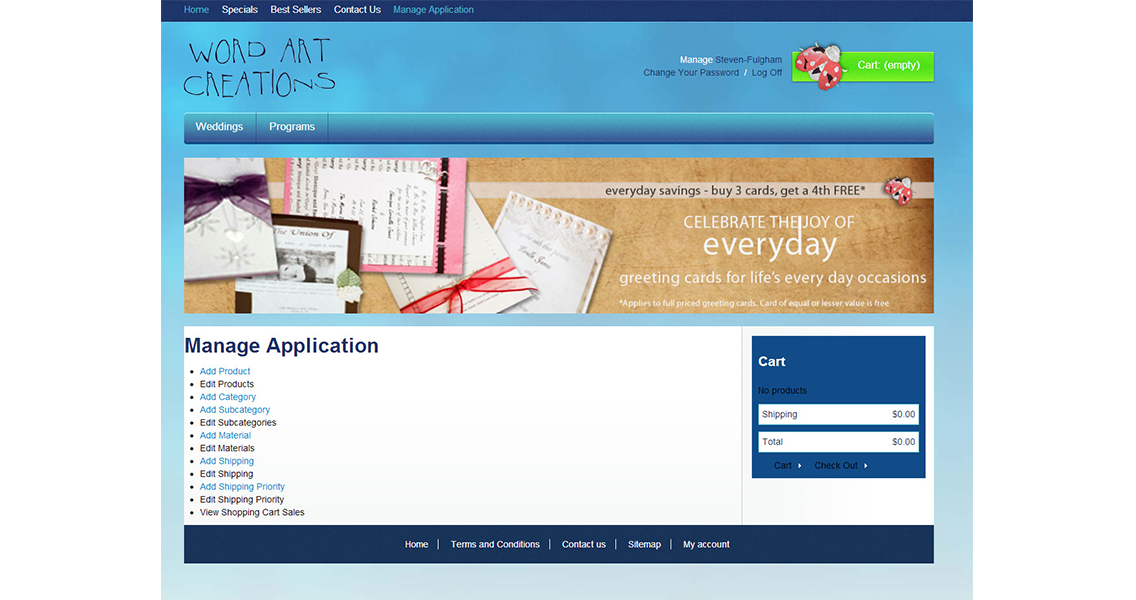 Home Specials Best Sellers Contact Us Manage Application
WORD ART
CREATIONS
Manage Steven-Fulgham
Change Your Password / Log Off
Cart: (empty)
Weddings Programs
everyday savings - buy 3 cards, get a 4th FREE*
CELEBRATE THE JOY OF
everyday
greeting cards for life's every day occasions
*Applies to full priced greeting cards. Card of equal or lesser value is free
The Union Of
Manage Application
Add Product
Edit Products
Add Category
Add Subcategory
Edit Subcategories
Add Material
Edit Materials
Add Shipping
Edit Shipping
Add Shipping Priority
Edit Shipping Priority
View Shopping Cart Sales
Cart
No products
Shipping $0.00
Total $0.00
Cart Check Out
Home Terms and Conditions Contact us Sitemap My account